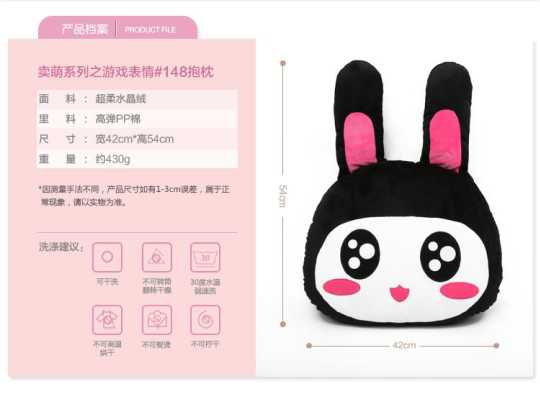 产品档案 PRODUCT FILE
卖萌系列之游戏表情#148抱枕
面 料 ： 超柔水晶绒
里 料 ： 高弹PP棉
尺 寸 ： 宽42cm*高54cm
重 量 ： 约430g
*因测量手法不同，产品尺寸如有1-3cm误差，属于正
常现象，请以实物为准。
洗涤建议：
可干洗
不可转筒
翻转干燥
30
30度水温
弱速洗
不可高温
烘干
不可熨烫
不可拧干
54cm
42cm